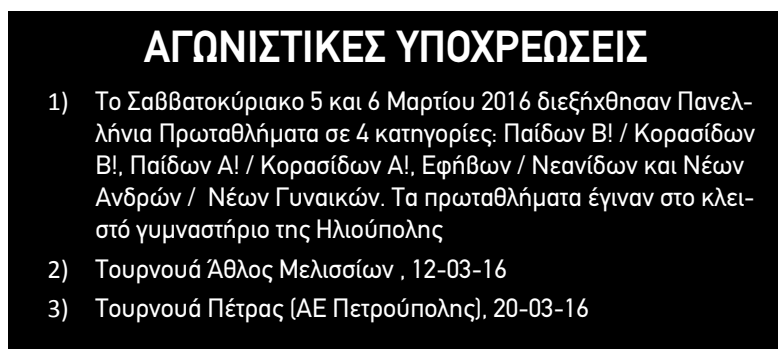 ΑΓΩΝΙΣΤΙΚΕΣ ΥΠΟΧΡΕΩΣΕΙΣ
1) Το Σαββατοκύριακο 5 και 6 Μαρτίου 2016 διεξήχθησαν Πανελ-
λήνια Πρωταθλήματα σε 4 κατηγορίες: Παίδων Β! / Κορασίδων
Β!, Παίδων Α! / Κορασίδων Α!, Εφήβων / Νεανίδων και Νέων
Ανδρών / Νέων Γυναικών. Τα πρωταθλήματα έγιναν στο κλει-
στό γυμναστήριο της Ηλιούπολης
2) Τουρνουά Άθλος Μελισσίων , 12-03-16
3) Τουρνουά Πέτρας (ΑΕ Πετρούπολης), 20-03-16